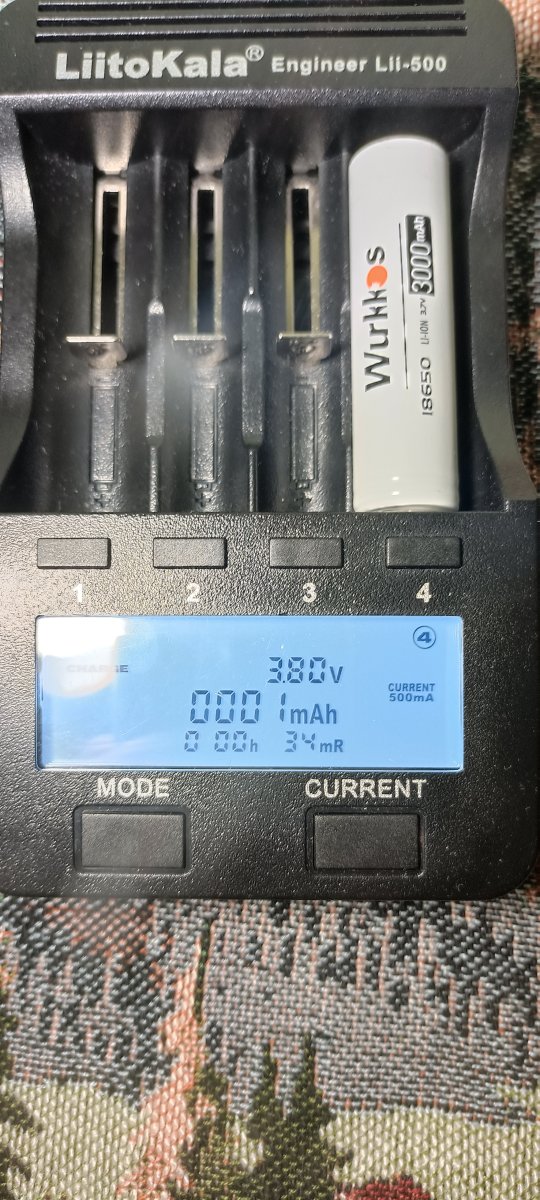 LiitoKala® Engineer Lii-500
Wurkkos
18650 LI-ION 3.7V 3000mAh
1 2 3 4
4
CHARGE
3.80V
CURRENT
500mA
0001mAh
0 00h 34mR
MODE CURRENT